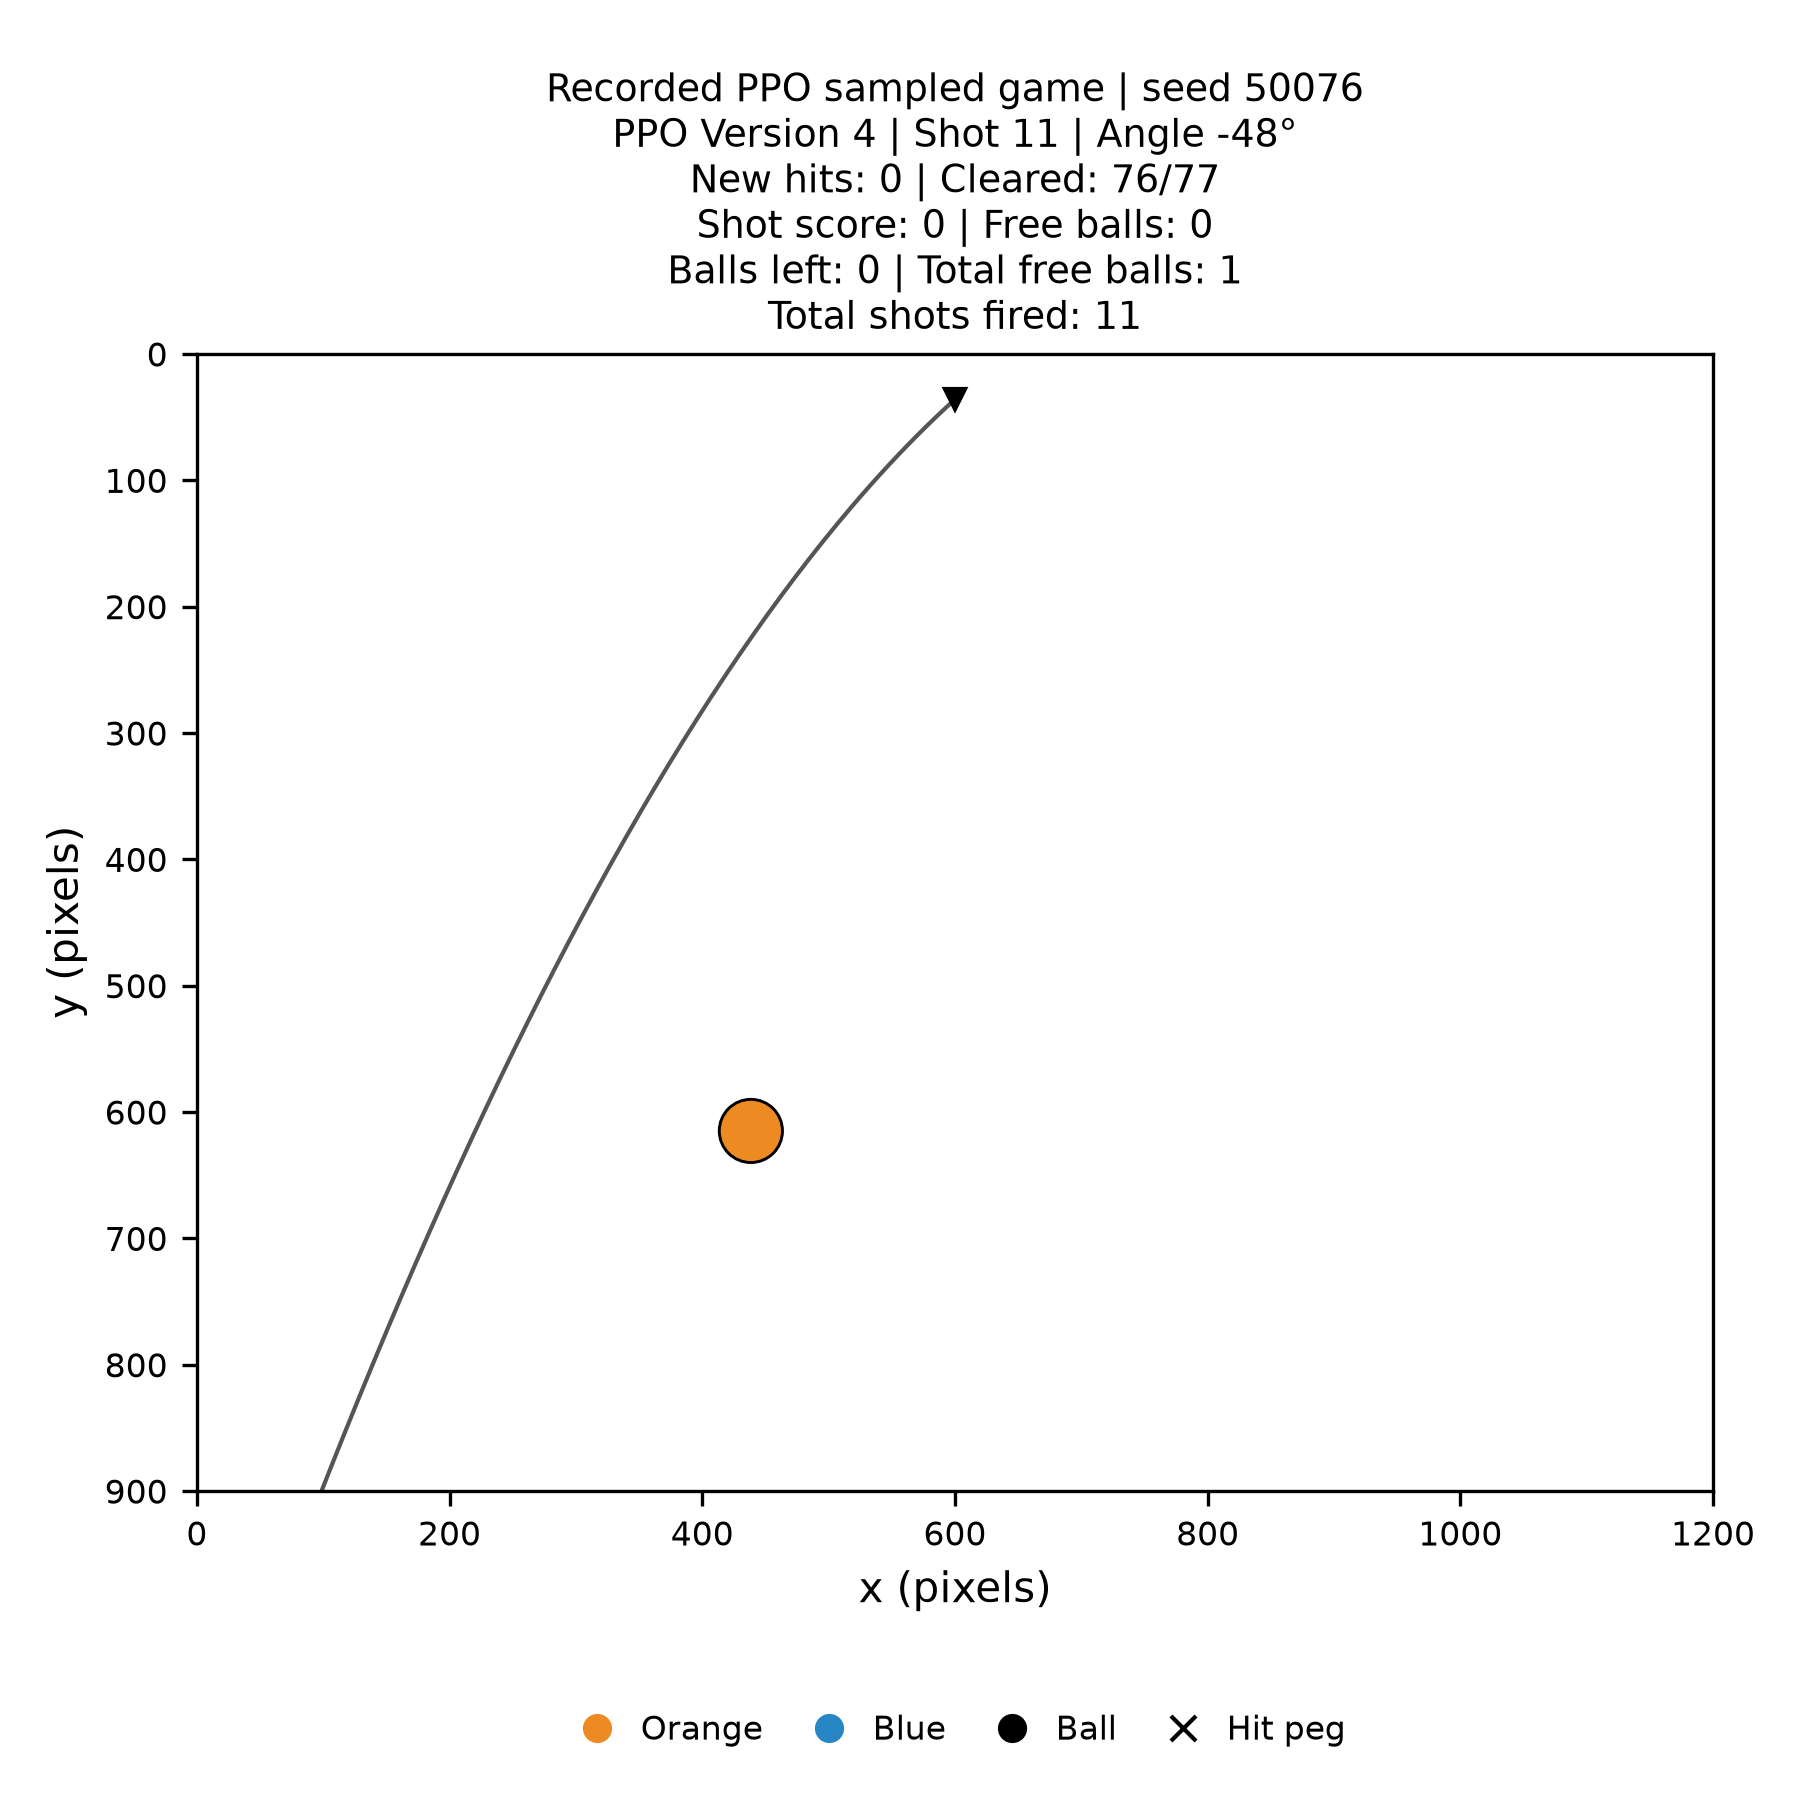 Recorded PPO sampled game | seed 50076
PPO Version 4 | Shot 11 | Angle -48°
New hits: 0 | Cleared: 76/77
Shot score: 0 | Free balls: 0
Balls left: 0 | Total free balls: 1
Total shots fired: 11
0
100
200
300
400
500
600
700
800
900
y (pixels)
0 200 400 600 800 1000 1200
x (pixels)
Orange Blue Ball Hit peg